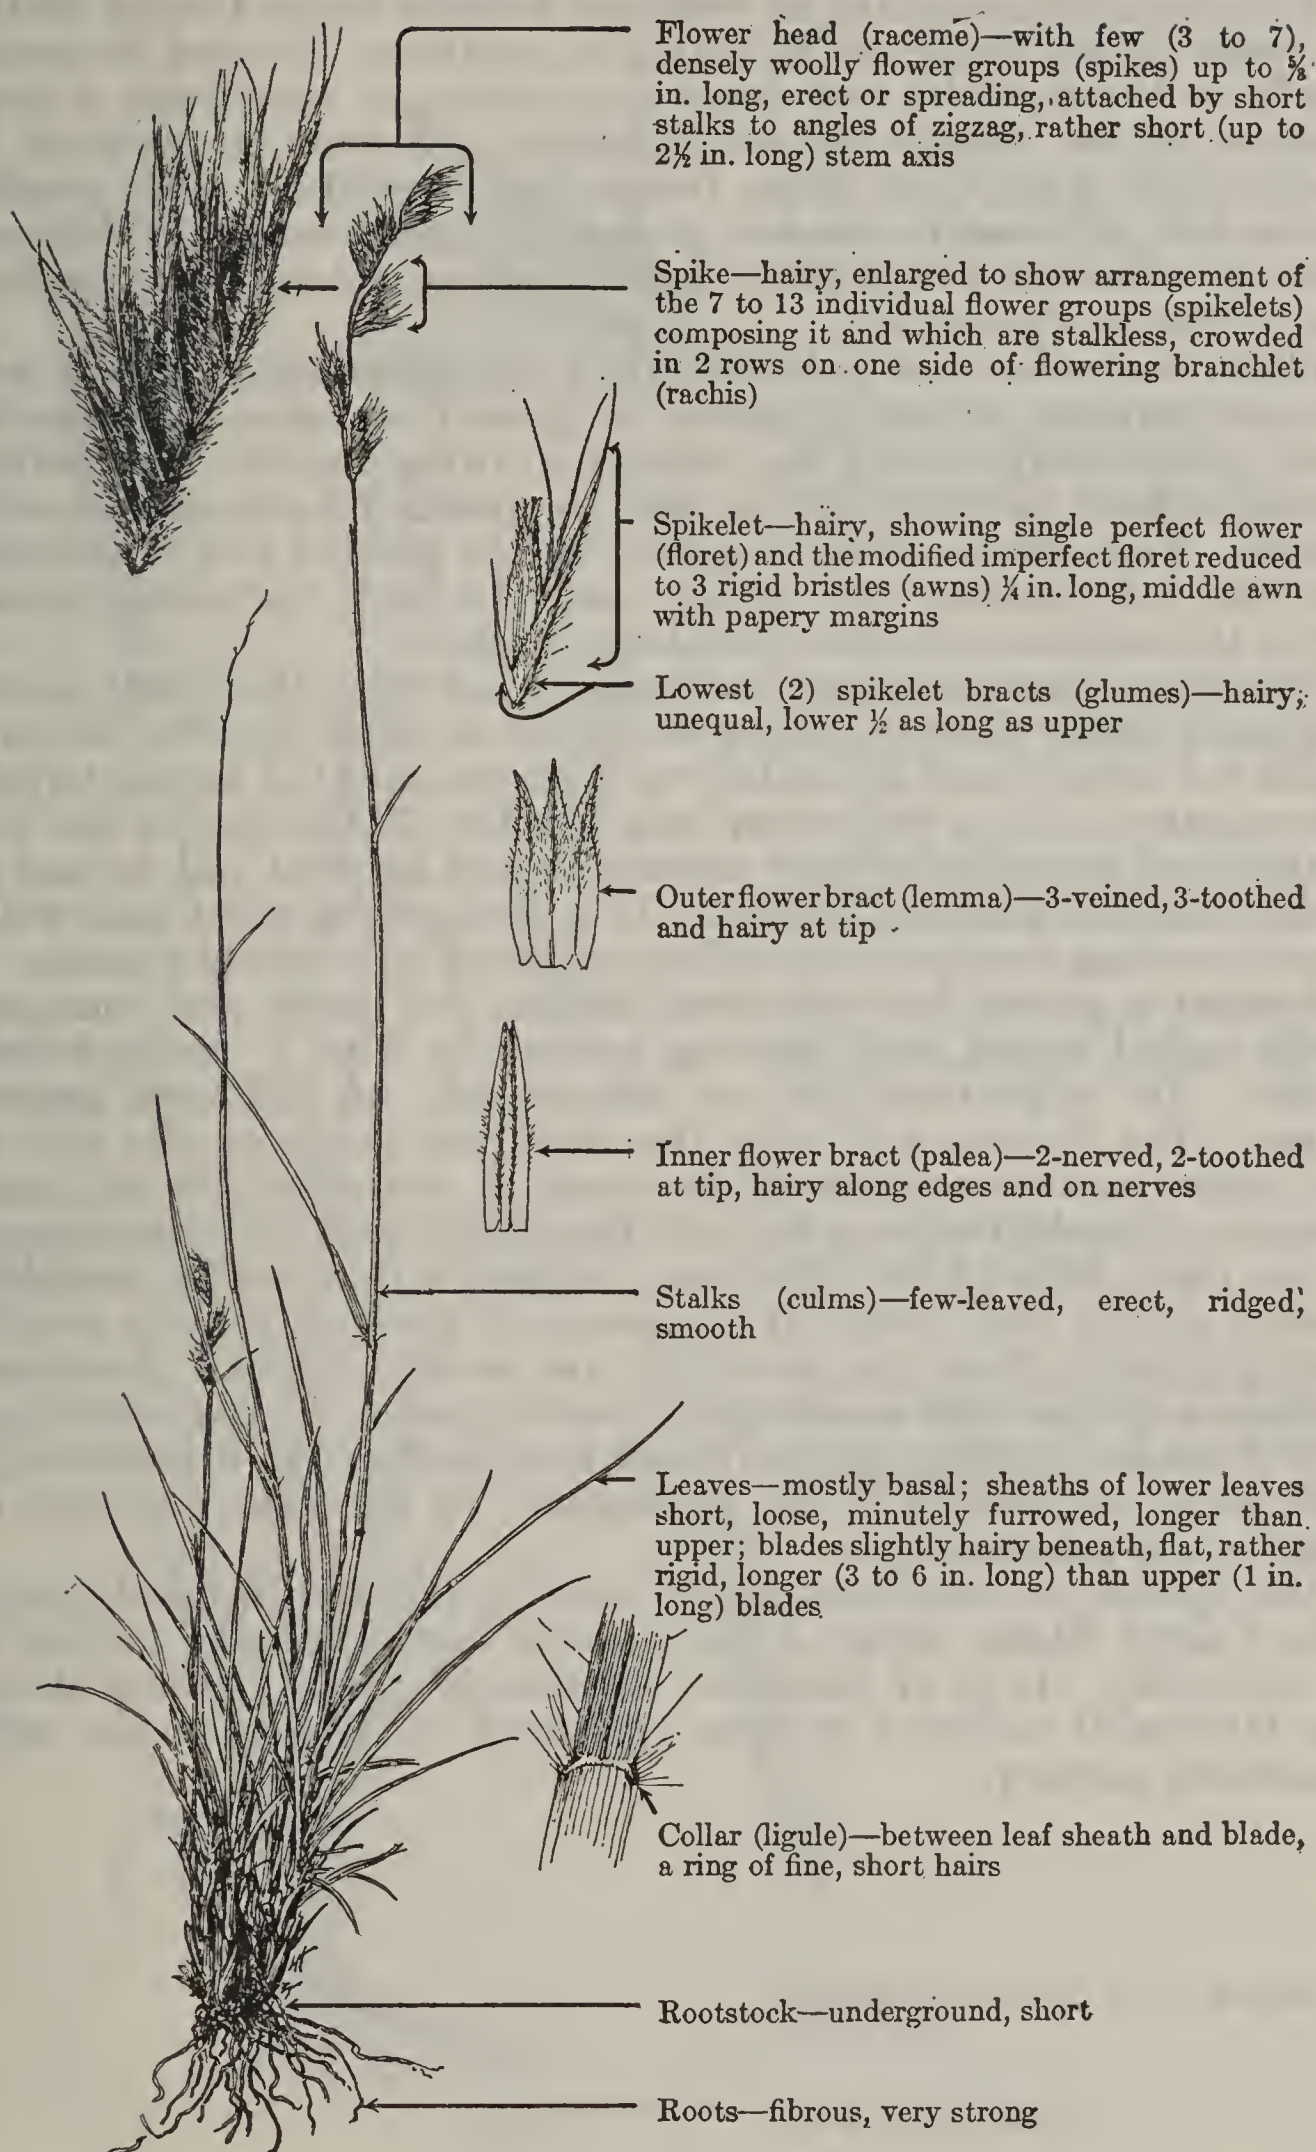 Flower head (raceme)—with few (3 to 7),
densely woolly flower groups (spikes) up to ⅝
in. long, erect or spreading, attached by short
stalks to angles of zigzag, rather short (up to
2½ in. long) stem axis
Spike—hairy, enlarged to show arrangement of
the 7 to 13 individual flower groups (spikelets)
composing it and which are stalkless, crowded
in 2 rows on one side of flowering branchlet
(rachis)
Spikelet—hairy, showing single perfect flower
(floret) and the modified imperfect floret reduced
to 3 rigid bristles (awns) ¼ in. long, middle awn
with papery margins
Lowest (2) spikelet bracts (glumes)—hairy,
unequal, lower ½ as long as upper
Outer flower bract (lemma)—3-veined, 3-toothed
and hairy at tip
Inner flower bract (palea)—2-nerved, 2-toothed
at tip, hairy along edges and on nerves
Stalks (culms)—few-leaved, erect, ridged,
smooth
Leaves—mostly basal; sheaths of lower leaves
short, loose, minutely furrowed, longer than
upper; blades slightly hairy beneath, flat, rather
rigid, longer (3 to 6 in. long) than upper (1 in.
long) blades
Collar (ligule)—between leaf sheath and blade,
a ring of fine, short hairs
Rootstock—underground, short
Roots—fibrous, very strong